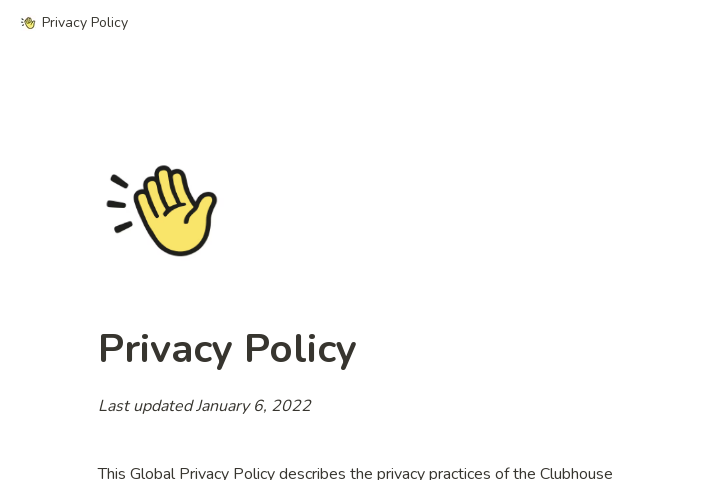 Privacy Policy
Privacy Policy
Last updated January 6, 2022
This Global Privacy Policy describes the privacy practices of the Clubhouse